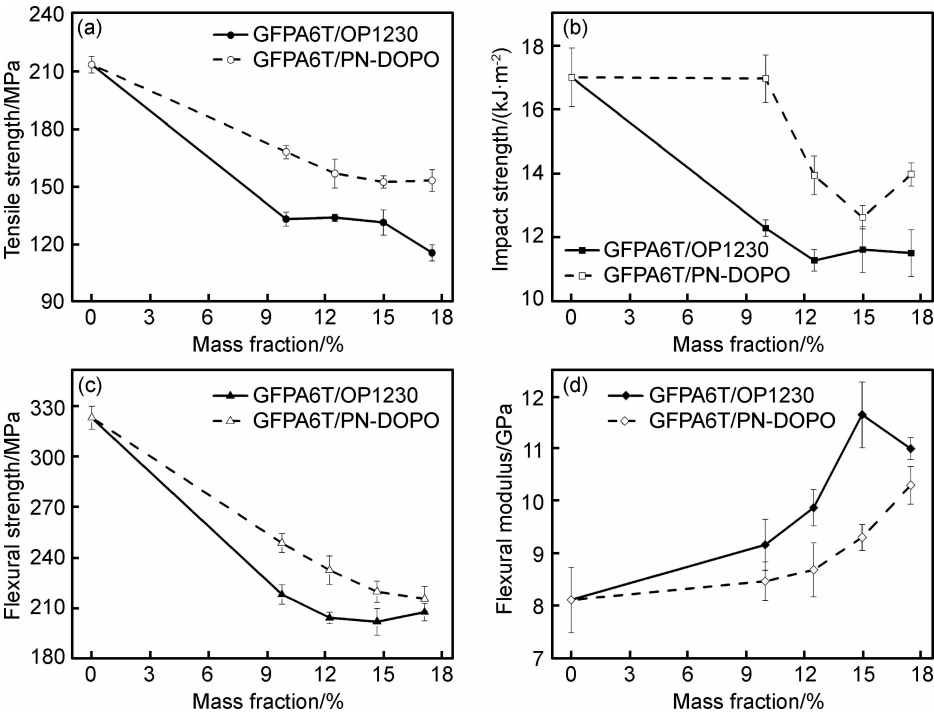 (a)
GFPA6T/OP1230
GFPA6T/PN-DOPO
Tensile strength/MPa
240
210
180
150
120
90
0 3 6 9 12 15 18
Mass fraction/%
(b)
GFPA6T/OP1230
GFPA6T/PN-DOPO
Impact strength/(kJ·m⁻²)
18
16
14
12
10
0 3 6 9 12 15 18
Mass fraction/%
(c)
GFPA6T/OP1230
GFPA6T/PN-DOPO
Flexural strength/MPa
330
300
270
240
210
180
0 3 6 9 12 15 18
Mass fraction/%
(d)
GFPA6T/OP1230
GFPA6T/PN-DOPO
Flexural modulus/GPa
12
11
10
9
8
7
0 3 6 9 12 15 18
Mass fraction/%